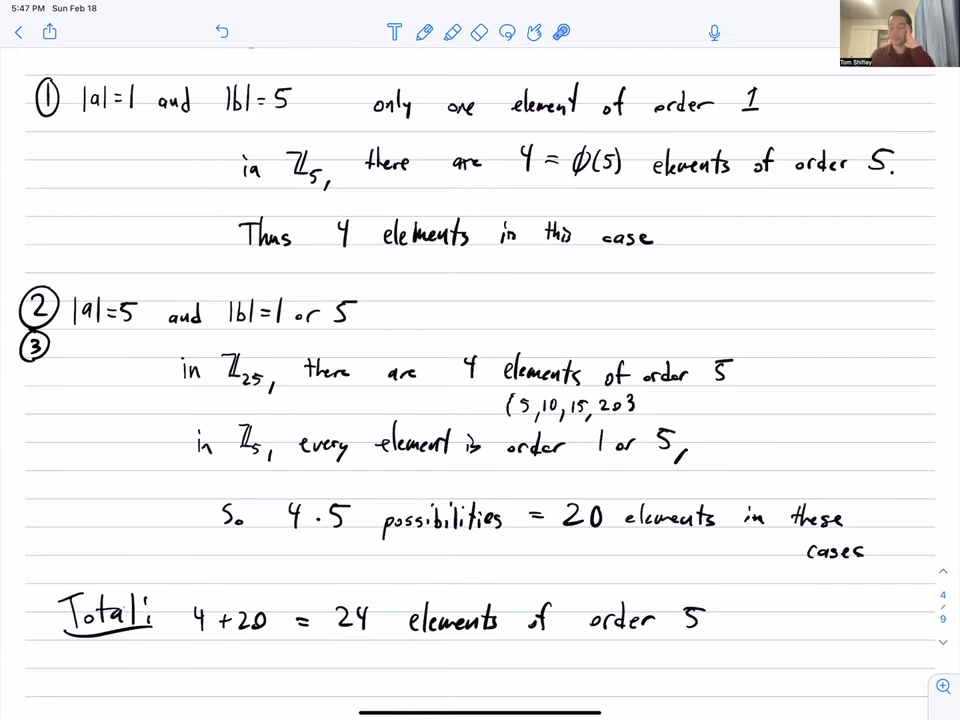 5:47 PM Sun Feb 18
Tom Shifley
① |a|=1 and |b|=5 only one element of order 1
in ℤ₅, there are 4 = ϕ(5) elements of order 5.
Thus 4 elements in this case
② |a|=5 and |b|=1 or 5
③
in ℤ₂₅, there are 4 elements of order 5
{5,10,15,20}
in ℤ₅, every element is order 1 or 5,
So 4 · 5 possibilities = 20 elements in these
cases
Total: 4 + 20 = 24 elements of order 5
4
/
9